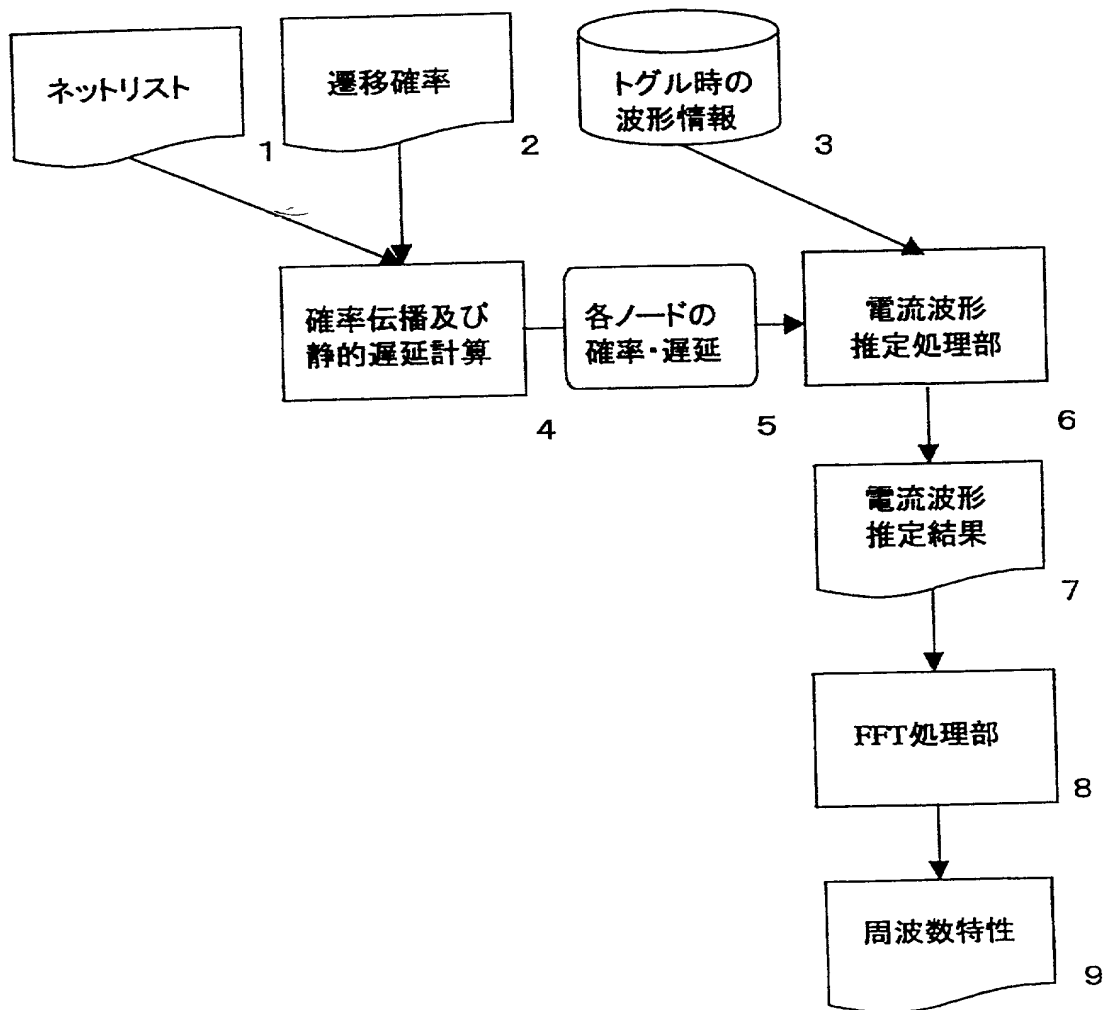 ネットリスト
1
遷移確率
2
トグル時の
波形情報
3
確率伝播及び
静的遅延計算
4
各ノードの
確率・遅延
5
電流波形
推定処理部
6
電流波形
推定結果
7
FFT処理部
8
周波数特性
9